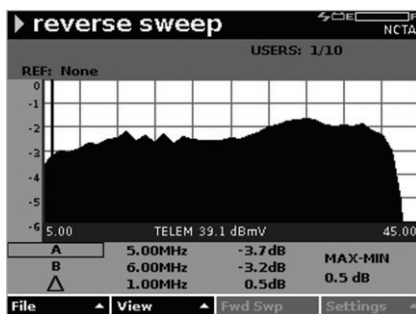 reverse sweep
E F
NCTA
USERS: 1/10
REF: None
0
-1
-2
-3
-4
-5
-6
5.00 TELEM 39.1 dBmV 45.00
A 5.00MHz -3.7dB
B 6.00MHz -3.2dB
Δ 1.00MHz 0.5dB
MAX-MIN
0.5 dB
File View Fwd Swp Settings